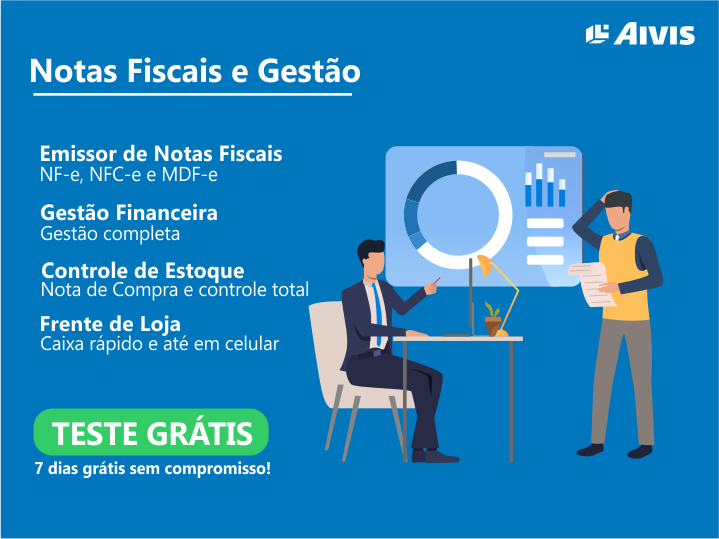 AIVIS
Notas Fiscais e Gestão
Emissor de Notas Fiscais
NF-e, NFC-e e MDF-e
Gestão Financeira
Gestão completa
Controle de Estoque
Nota de Compra e controle total
Frente de Loja
Caixa rápido e até em celular
TESTE GRÁTIS
7 dias grátis sem compromisso!